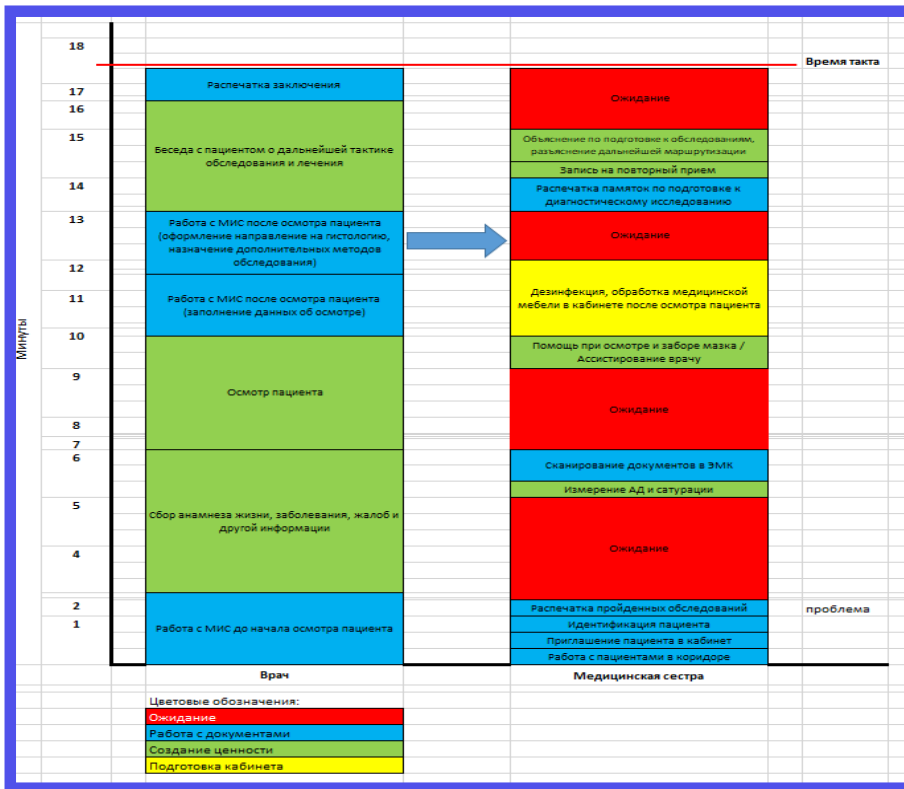 18
Время такта
Распечатка заключения
17
Ожидание
16
15
Беседа с пациентом о дальнейшей тактике
обследования и лечения
Объяснение по подготовке к обследованиям,
разъяснение дальнейшей маршрутизации
Запись на повторный прием
14
Распечатка памяток по подготовке к
диагностическому исследованию
13
Работа с МИС после осмотра пациента
(оформление направление на гистологию,
назначение дополнительных методов
обследования)
Ожидание
12
11
Работа с МИС после осмотра пациента
(заполнение данных об осмотре)
Дезинфекция, обработка медицинской
мебели в кабинете после осмотра пациента
Минуты
10
Помощь при осмотре и заборе мазка /
Ассистирование врачу
9
Осмотр пациента
Ожидание
8
7
6
Сканирование документов в ЭМК
Измерение АД и сатурации
5
Сбор анамнеза жизни, заболевания, жалоб и
другой информации
Ожидание
4
2
Распечатка пройденных обследований
проблема
1
Работа с МИС до начала осмотра пациента
Идентификация пациента
Приглашение пациента в кабинет
Работа с пациентами в коридоре
Врач
Медицинская сестра
Цветовые обозначения:
Ожидание
Работа с документами
Создание ценности
Подготовка кабинета